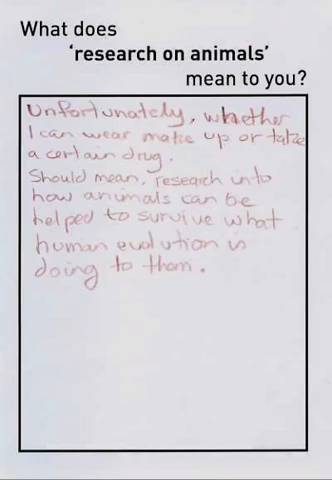 What does
'research on animals'
mean to you?
Unfortunately, whether
I can wear make up or take
a certain drug.
Should mean, research into
how animals can be
helped to survive what
human evolution is
doing to them.